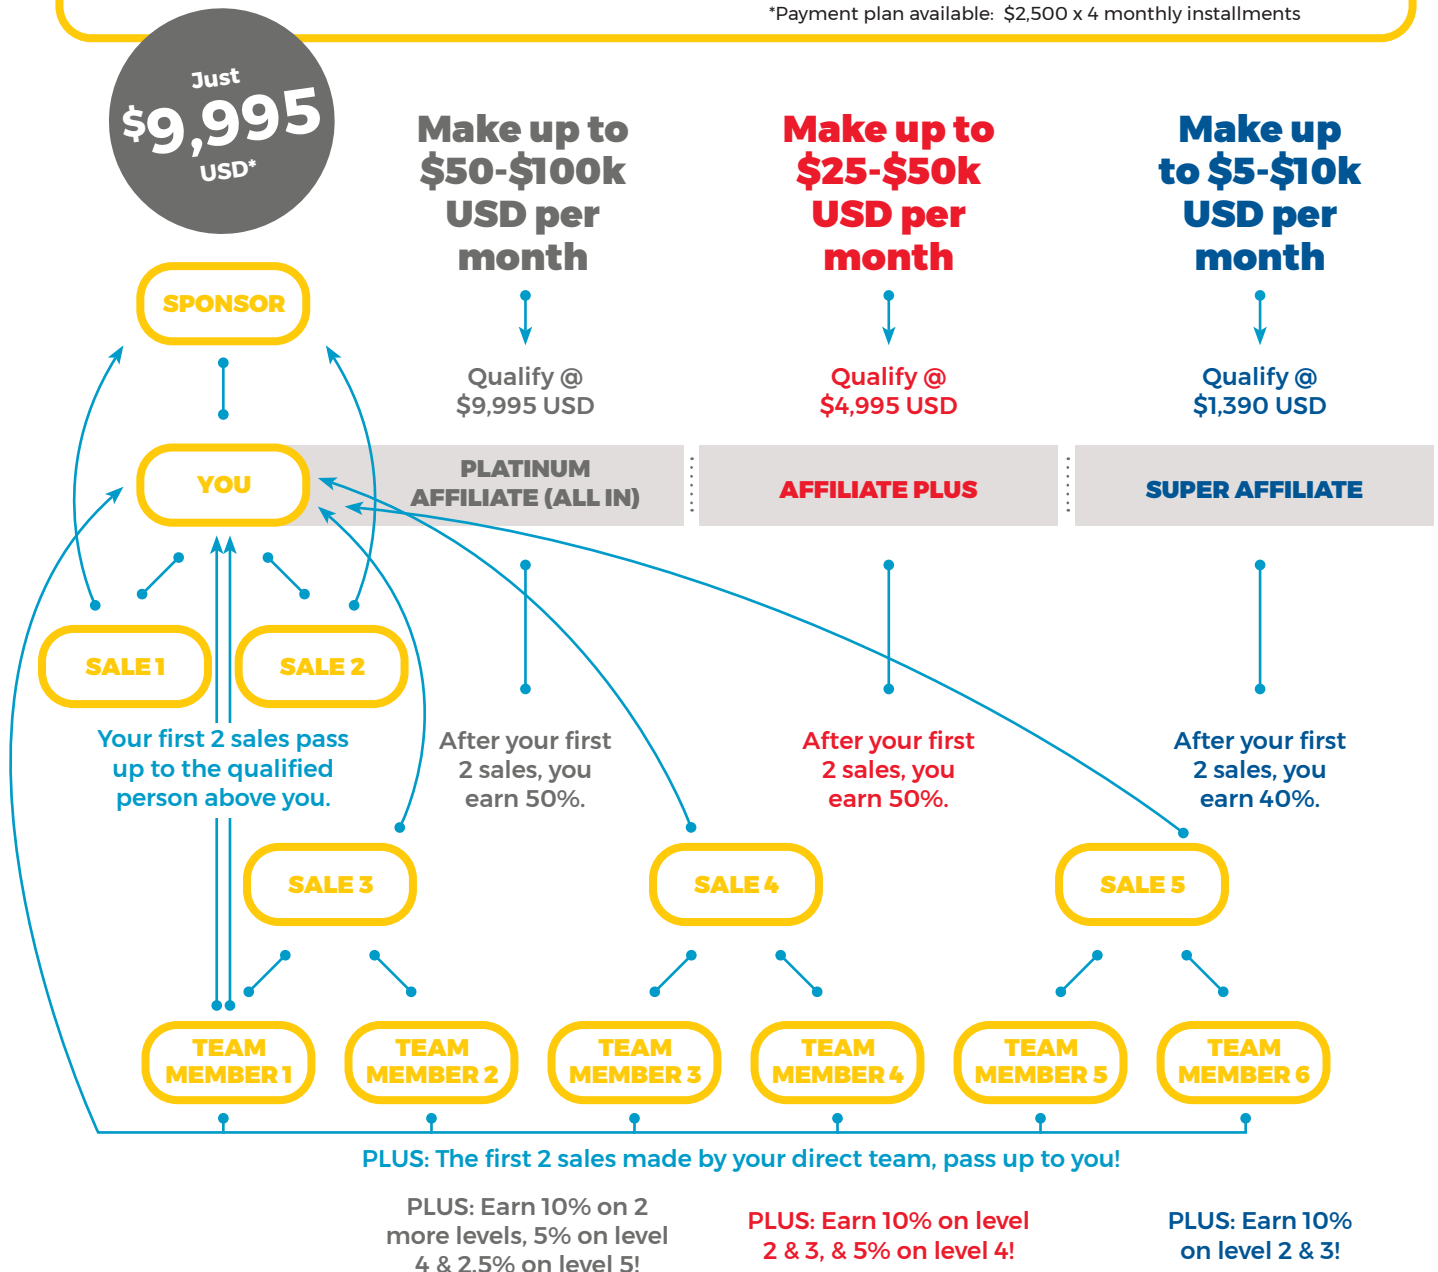 *Payment plan available: $2,500 x 4 monthly installments
Just
$9,995
USD*
Make up to
$50-$100k
USD per
month
Make up to
$25-$50k
USD per
month
Make up
to $5-$10k
USD per
month
SPONSOR
Qualify @
$9,995 USD
Qualify @
$4,995 USD
Qualify @
$1,390 USD
YOU
PLATINUM
AFFILIATE (ALL IN)
AFFILIATE PLUS
SUPER AFFILIATE
SALE 1
SALE 2
Your first 2 sales pass
up to the qualified
person above you.
After your first
2 sales, you
earn 50%.
After your first
2 sales, you
earn 50%.
After your first
2 sales, you
earn 40%.
SALE 3
SALE 4
SALE 5
TEAM
MEMBER 1
TEAM
MEMBER 2
TEAM
MEMBER 3
TEAM
MEMBER 4
TEAM
MEMBER 5
TEAM
MEMBER 6
PLUS: The first 2 sales made by your direct team, pass up to you!
PLUS: Earn 10% on 2
more levels, 5% on level
4 & 2.5% on level 5!
PLUS: Earn 10% on level
2 & 3, & 5% on level 4!
PLUS: Earn 10%
on level 2 & 3!